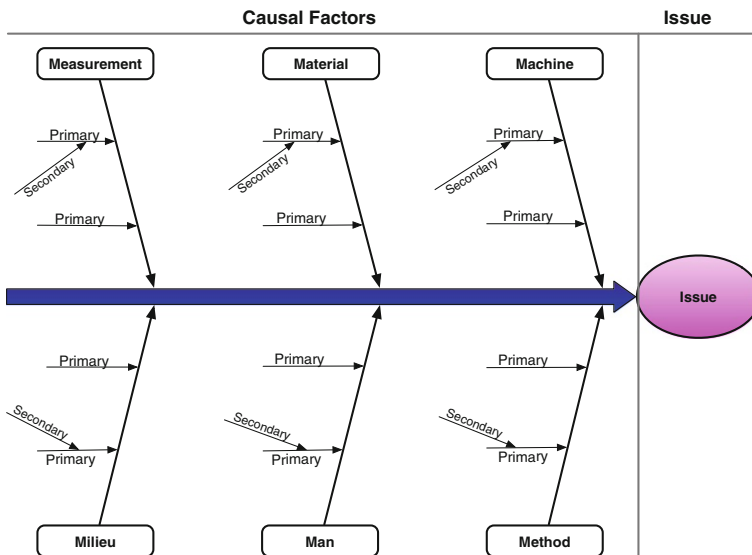 Causal Factors
Issue
Measurement
Material
Machine
Primary
Secondary
Primary
Primary
Secondary
Primary
Primary
Secondary
Primary
Issue
Primary
Secondary
Primary
Primary
Secondary
Primary
Primary
Secondary
Primary
Milieu
Man
Method